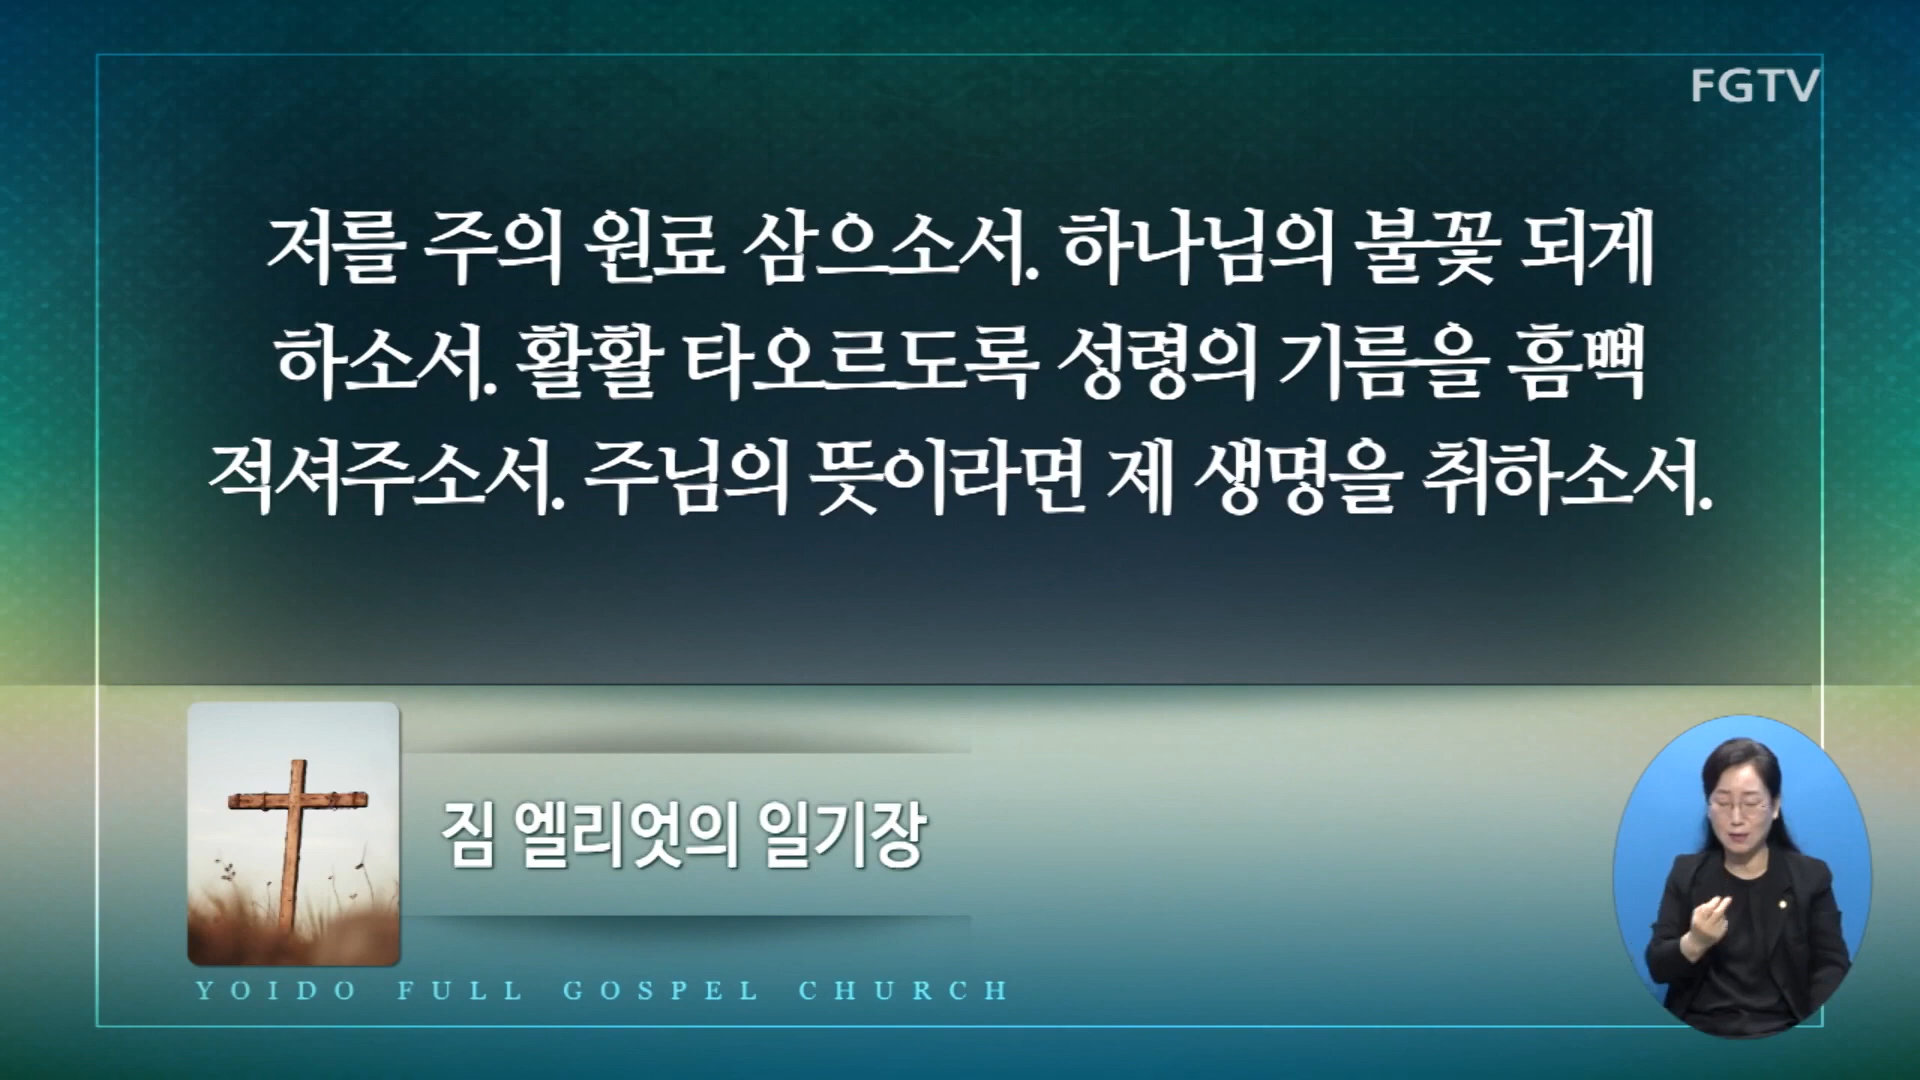 FGTV
저를 주의 원료 삼으소서. 하나님의 불꽃 되게
하소서. 활활 타오르도록 성령의 기름을 흠뻑
적셔주소서. 주님의 뜻이라면 제 생명을 취하소서.
짐 엘리엇의 일기장
YOIDO FULL GOSPEL CHURCH